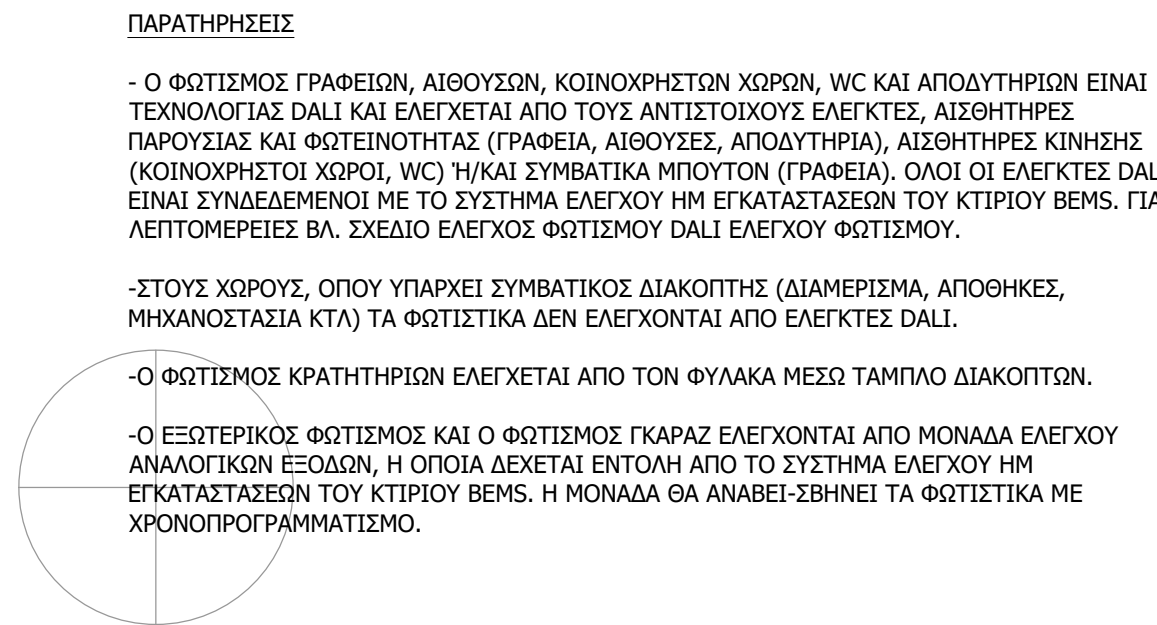 ΠΑΡΑΤΗΡΗΣΕΙΣ
- Ο ΦΩΤΙΣΜΟΣ ΓΡΑΦΕΙΩΝ, ΑΙΘΟΥΣΩΝ, ΚΟΙΝΟΧΡΗΣΤΩΝ ΧΩΡΩΝ, WC ΚΑΙ ΑΠΟΔΥΤΗΡΙΩΝ ΕΙΝΑΙ
ΤΕΧΝΟΛΟΓΙΑΣ DALI ΚΑΙ ΕΛΕΓΧΕΤΑΙ ΑΠΟ ΤΟΥΣ ΑΝΤΙΣΤΟΙΧΟΥΣ ΕΛΕΓΚΤΕΣ, ΑΙΣΘΗΤΗΡΕΣ
ΠΑΡΟΥΣΙΑΣ ΚΑΙ ΦΩΤΕΙΝΟΤΗΤΑΣ (ΓΡΑΦΕΙΑ, ΑΙΘΟΥΣΕΣ, ΑΠΟΔΥΤΗΡΙΑ), ΑΙΣΘΗΤΗΡΕΣ ΚΙΝΗΣΗΣ
(ΚΟΙΝΟΧΡΗΣΤΟΙ ΧΩΡΟΙ, WC) Ή/ΚΑΙ ΣΥΜΒΑΤΙΚΑ ΜΠΟΥΤΟΝ (ΓΡΑΦΕΙΑ). ΟΛΟΙ ΟΙ ΕΛΕΓΚΤΕΣ DAL
ΕΙΝΑΙ ΣΥΝΔΕΔΕΜΕΝΟΙ ΜΕ ΤΟ ΣΥΣΤΗΜΑ ΕΛΕΓΧΟΥ ΗΜ ΕΓΚΑΤΑΣΤΑΣΕΩΝ ΤΟΥ ΚΤΙΡΙΟΥ BEMS. ΓΙΑ
ΛΕΠΤΟΜΕΡΕΙΕΣ ΒΛ. ΣΧΕΔΙΟ ΕΛΕΓΧΟΣ ΦΩΤΙΣΜΟΥ DALI ΕΛΕΓΧΟΥ ΦΩΤΙΣΜΟΥ.
-ΣΤΟΥΣ ΧΩΡΟΥΣ, ΟΠΟΥ ΥΠΑΡΧΕΙ ΣΥΜΒΑΤΙΚΟΣ ΔΙΑΚΟΠΤΗΣ (ΔΙΑΜΕΡΙΣΜΑ, ΑΠΟΘΗΚΕΣ,
ΜΗΧΑΝΟΣΤΑΣΙΑ ΚΤΛ) ΤΑ ΦΩΤΙΣΤΙΚΑ ΔΕΝ ΕΛΕΓΧΟΝΤΑΙ ΑΠΟ ΕΛΕΓΚΤΕΣ DALI.
-Ο ΦΩΤΙΣΜΟΣ ΚΡΑΤΗΤΗΡΙΩΝ ΕΛΕΓΧΕΤΑΙ ΑΠΟ ΤΟΝ ΦΥΛΑΚΑ ΜΕΣΩ ΤΑΜΠΛΟ ΔΙΑΚΟΠΤΩΝ.
-Ο ΕΞΩΤΕΡΙΚΟΣ ΦΩΤΙΣΜΟΣ ΚΑΙ Ο ΦΩΤΙΣΜΟΣ ΓΚΑΡΑΖ ΕΛΕΓΧΟΝΤΑΙ ΑΠΟ ΜΟΝΑΔΑ ΕΛΕΓΧΟΥ
ΑΝΑΛΟΓΙΚΩΝ ΕΞΟΔΩΝ, Η ΟΠΟΙΑ ΔΕΧΕΤΑΙ ΕΝΤΟΛΗ ΑΠΟ ΤΟ ΣΥΣΤΗΜΑ ΕΛΕΓΧΟΥ ΗΜ
ΕΓΚΑΤΑΣΤΑΣΕΩΝ ΤΟΥ ΚΤΙΡΙΟΥ BEMS. Η ΜΟΝΑΔΑ ΘΑ ΑΝΑΒΕΙ-ΣΒΗΝΕΙ ΤΑ ΦΩΤΙΣΤΙΚΑ ΜΕ
ΧΡΟΝΟΠΡΟΓΡΑΜΜΑΤΙΣΜΟ.